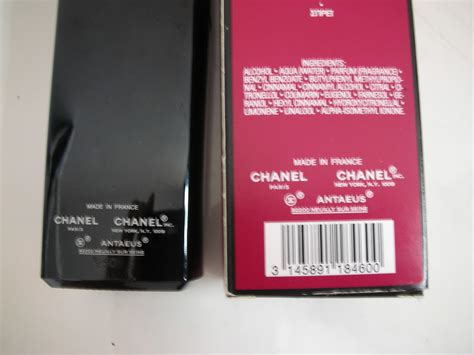 MADE IN FRANCE
CHANEL CHANEL INC.
PARIS NEW YORK, N.Y. 10019
ANTAEUS
92200 NEUILLY SUR SEINE
INGREDIENTS:
ALCOHOL - AQUA (WATER) - PARFUM (FRAGRANCE) -
BENZYL BENZOATE - BUTYLPHENYL METHYLPROPIO-
NAL - CINNAMAL - CINNAMYL ALCOHOL - CITRAL - CI-
TRONELLOL - COUMARIN - EUGENOL - FARNESOL - GE-
RANIOL - HEXYL CINNAMAL - HYDROXYCITRONELLAL -
LIMONENE - LINALOOL - ALPHA-ISOMETHYL IONONE.
MADE IN FRANCE
CHANEL CHANEL INC.
PARIS NEW YORK, N.Y. 10019
ANTAEUS
92200 NEUILLY SUR SEINE
3 145891 184600